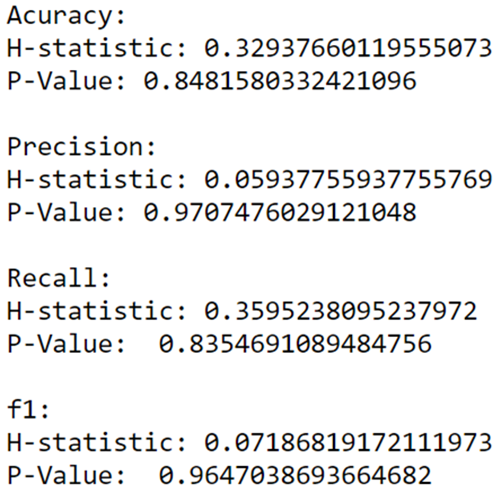 Acuracy:
H-statistic: 0.32937660119555073
P-Value: 0.8481580332421096
Precision:
H-statistic: 0.05937755937755769
P-Value: 0.9707476029121048
Recall:
H-statistic: 0.3595238095237972
P-Value:  0.8354691089484756
f1:
H-statistic: 0.07186819172111973
P-Value:  0.9647038693664682